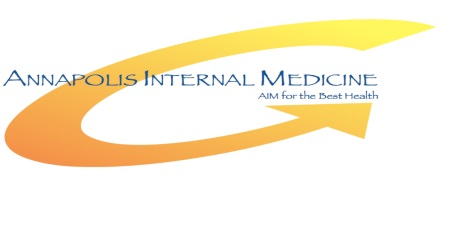 ANNAPOLIS INTERNAL MEDICINE
AIM for the Best Health